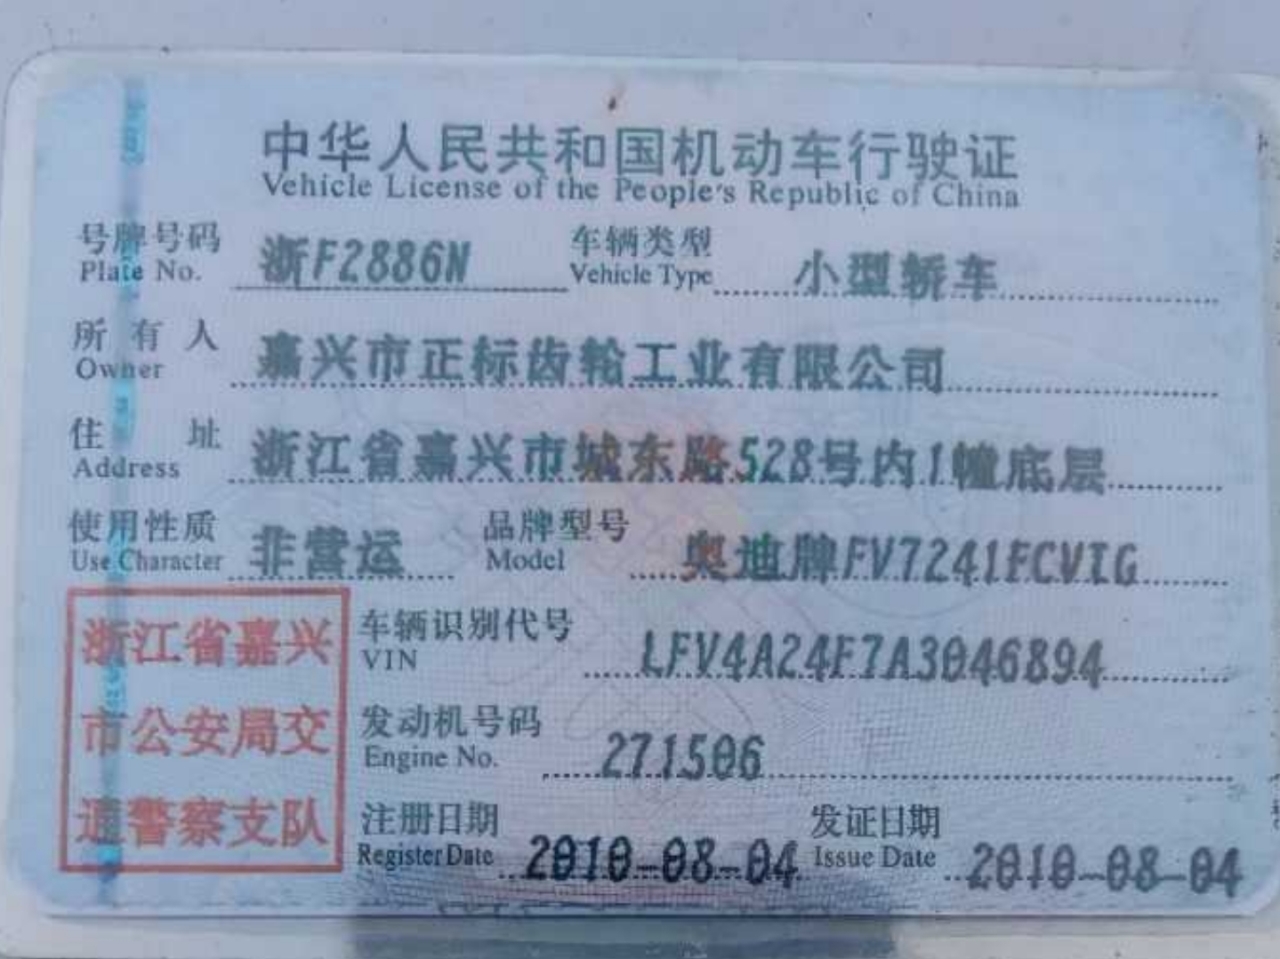 中华人民共和国机动车行驶证
Vehicle License of the People's Republic of China
号牌号码 浙F2886N 车辆类型 小型轿车
Plate No. Vehicle Type
所有人 嘉兴市正标齿轮工业有限公司
Owner
住址 浙江省嘉兴市城东路528号内1幢底层
Address
使用性质 非营运 品牌型号 奥迪牌FV7241FCVTG
Use Character Model
浙江省嘉兴
市公安局交
通警察支队
车辆识别代号 LFV4A24F7A3046894
VIN
发动机号码 271506
Engine No.
注册日期 2010-08-04 发证日期 2010-08-04
Register Date Issue Date